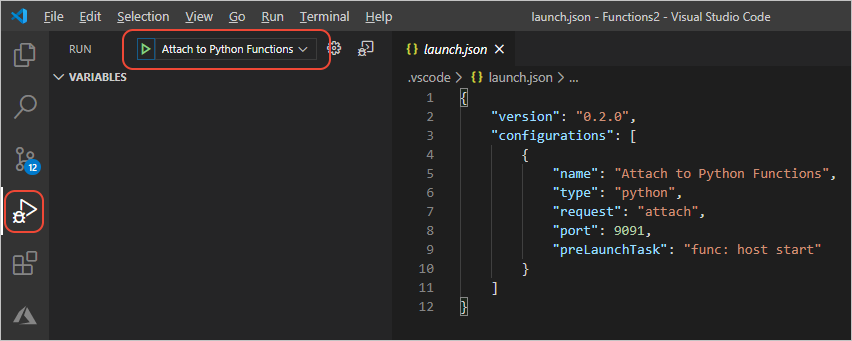 File Edit Selection View Go Run Terminal Help launch.json - Functions2 - Visual Studio Code
RUN Attach to Python Functions
VARIABLES
12
{ } launch.json
.vscode > { } launch.json > ...
1 {
2 "version": "0.2.0",
3 "configurations": [
4 {
5 "name": "Attach to Python Functions",
6 "type": "python",
7 "request": "attach",
8 "port": 9091,
9 "preLaunchTask": "func: host start"
10 }
11 ]
12 }